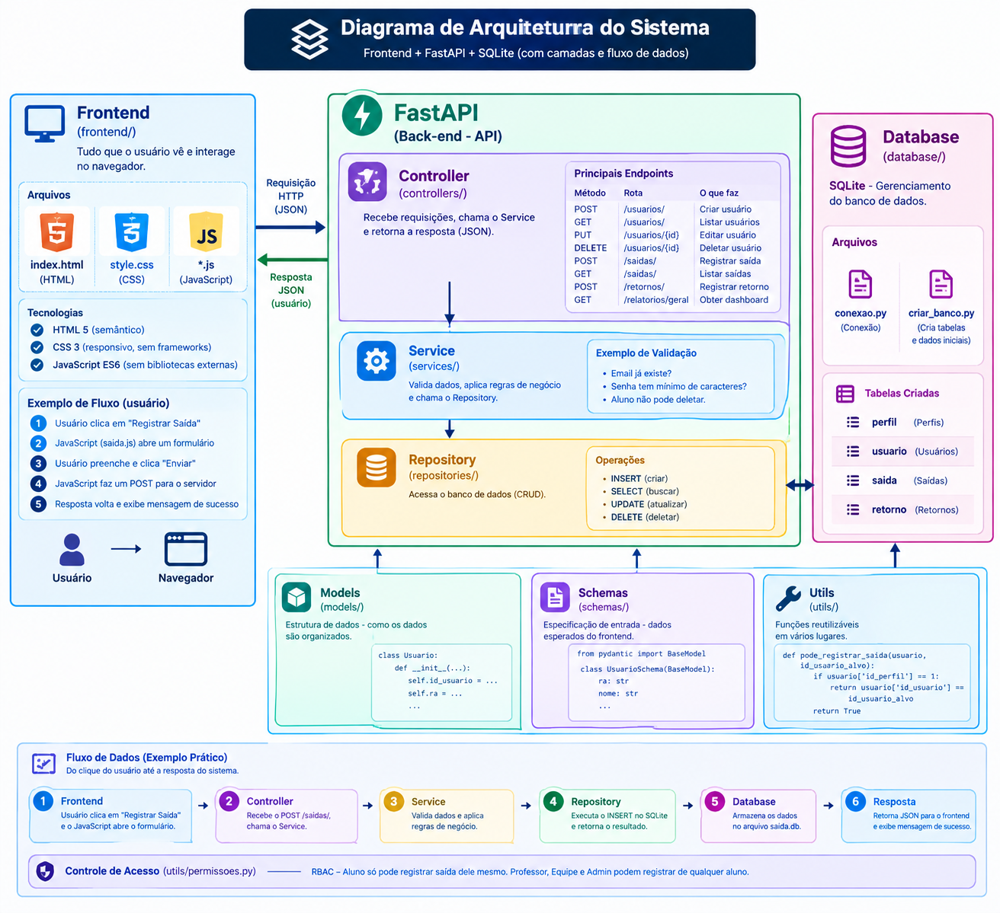 Diagrama de Arquiteturra do Sistema
Frontend + FastAPI + SQLite (com camadas e fluxo de dados)
Frontend
(frontend/)
Tudo que o usuário vê e interage
no navegador.
Arquivos
index.html
(HTML)
style.css
(CSS)
JS
*.js
(JavaScript)
Tecnologias
HTML 5 (semântico)
CSS 3 (responsivo, sem frameworks)
JavaScript ES6 (sem bibliotecas externas)
Exemplo de Fluxo (usuário)
1 Usuário clica em "Registrar Saída"
2 JavaScript (saida.js) abre um formulário
3 Usuário preenche e clica "Enviar"
4 JavaScript faz um POST para o servidor
5 Resposta volta e exibe mensagem de sucesso
Usuário
Navegador
Requisição
HTTP
(JSON)
Resposta
JSON
(usuário)
FastAPI
(Back-end - API)
Controller
(controllers/)
Recebe requisições, chama o Service
e retorna a resposta (JSON).
Principais Endpoints
Método Rota O que faz
POST /usuarios/ Criar usuário
GET /usuarios/ Listar usuários
PUT /usuarios/{id} Editar usuário
DELETE /usuarios/{id} Deletar usuário
POST /saidas/ Registrar saída
GET /saidas/ Listar saídas
POST /retornos/ Registrar retorno
GET /relatorios/geral Obter dashboard
Service
(services/)
Valida dados, aplica regras de negócio
e chama o Repository.
Exemplo de Validação
• Email já existe?
• Senha tem mínimo de caracteres?
• Aluno não pode deletar.
Repository
(repositories/)
Acessa o banco de dados (CRUD).
Operações
• INSERT (criar)
• SELECT (buscar)
• UPDATE (atualizar)
• DELETE (deletar)
Database
(database/)
SQLite - Gerenciamento
do banco de dados.
Arquivos
conexao.py
(Conexão)
criar_banco.py
(Cria tabelas
e dados iniciais)
Tabelas Criadas
perfil (Perfis)
usuario (Usuários)
saida (Saídas)
retorno (Retornos)
Models
(models/)
Estrutura de dados - como os dados
são organizados.
class Usuario:
def __init__(...):
self.id_usuario = ...
self.ra = ...
...
Schemas
(schemas/)
Especificação de entrada - dados
esperados do frontend.
from pydantic import BaseModel
class UsuarioSchema(BaseModel):
ra: str
nome: str
...
Utils
(utils/)
Funções reutilizáveis
em vários lugares.
def pode_registrar_saida(usuario,
id_usuario_alvo):
if usuario['id_perfil'] == 1:
return usuario['id_usuario'] ==
id_usuario_alvo
return True
Fluxo de Dados (Exemplo Prático)
Do clique do usuário até a resposta do sistema.
1 Frontend
Usuário clica em "Registrar Saída"
e o JavaScript abre o formulário.
2 Controller
Recebe o POST /saidas/,
chama o Service.
3 Service
Valida dados e aplica
regras de negócio.
4 Repository
Executa o INSERT no SQLite
e retorna o resultado.
5 Database
Armazena os dados
no arquivo saida.db.
6 Resposta
Retorna JSON para o frontend
e exibe mensagem de sucesso.
Controle de Acesso (utils/permissoes.py)
RBAC – Aluno só pode registrar saída dele mesmo. Professor, Equipe e Admin podem registrar de qualquer aluno.